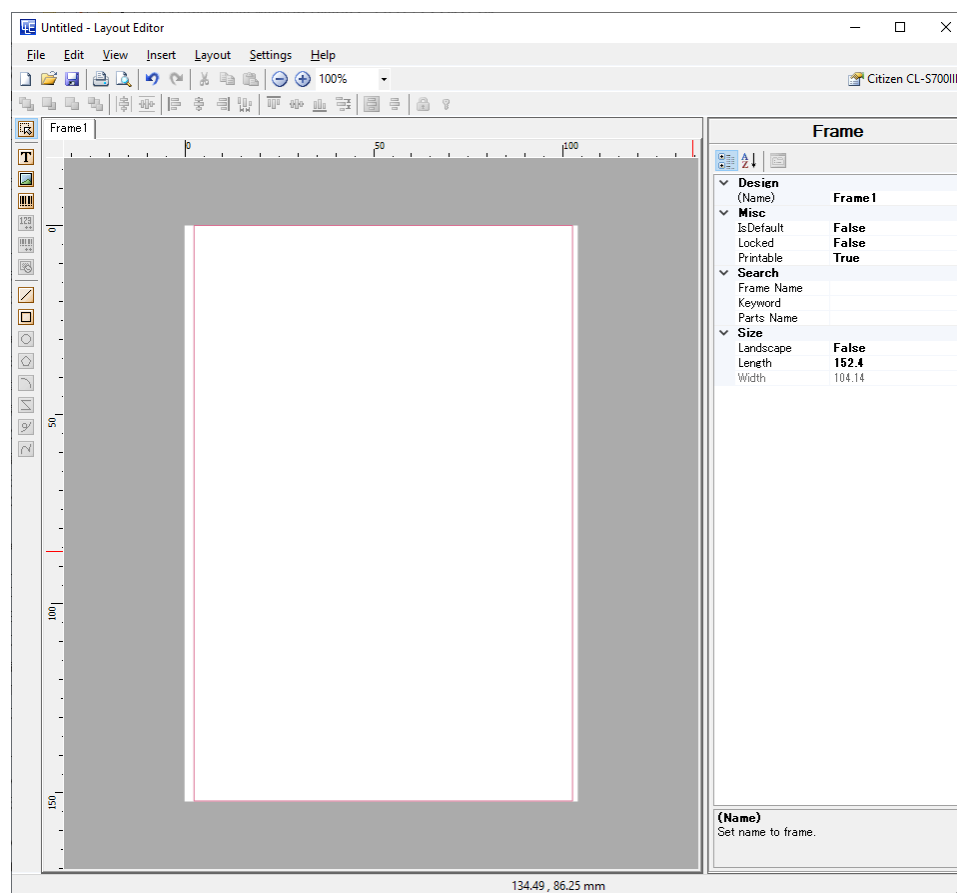 Untitled - Layout Editor
File Edit View Insert Layout Settings Help
100%
Citizen CL-S700III
Frame1
Frame
0 50 100
Design
(Name) Frame1
Misc
IsDefault False
Locked False
Printable True
Search
Frame Name
Keyword
Parts Name
Size
Landscape False
Length 152.4
Width 104.14
0
50
100
150
T
123
(Name)
Set name to frame.
134.49 , 86.25 mm